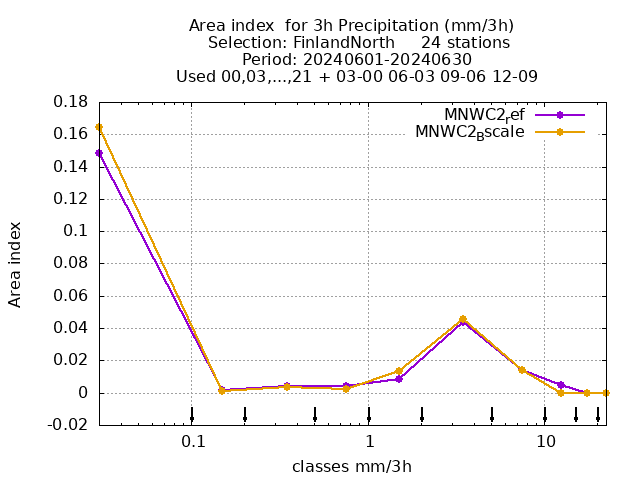 Area index  for 3h Precipitation (mm/3h)
Selection: FinlandNorth     24 stations
Period: 20240601-20240630
Used 00,03,...,21 + 03-00 06-03 09-06 12-09
MNWC2ref
MNWC2Bscale
0.18
0.16
0.14
0.12
0.1
0.08
0.06
0.04
0.02
0
-0.02
Area index
0.1
1
10
classes mm/3h